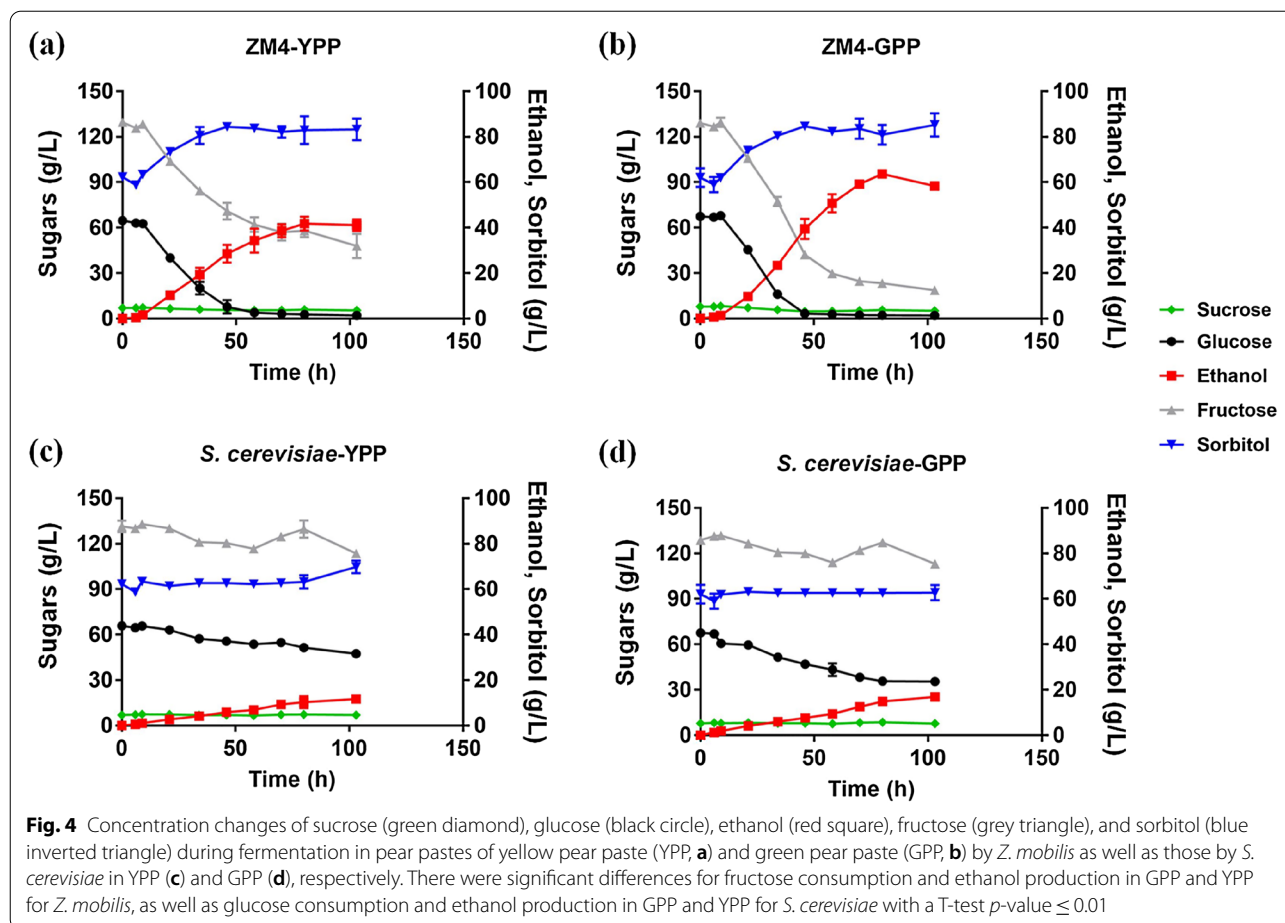 (a)
ZM4-YPP
150
120
90
60
30
0
Sugars (g/L)
100
80
60
40
20
0
Ethanol, Sorbitol (g/L)
0 50 100 150
Time (h)
(b)
ZM4-GPP
150
120
90
60
30
0
Sugars (g/L)
100
80
60
40
20
0
Ethanol, Sorbitol (g/L)
0 50 100 150
Time (h)
Sucrose
Glucose
Ethanol
Fructose
Sorbitol
(c)
S. cerevisiae-YPP
150
120
90
60
30
0
Sugars (g/L)
100
80
60
40
20
0
Ethanol, Sorbitol (g/L)
0 50 100 150
Time (h)
(d)
S. cerevisiae-GPP
150
120
90
60
30
0
Sugars (g/L)
100
80
60
40
20
0
Ethanol, Sorbitol (g/L)
0 50 100 150
Time (h)
Fig. 4 Concentration changes of sucrose (green diamond), glucose (black circle), ethanol (red square), fructose (grey triangle), and sorbitol (blue
inverted triangle) during fermentation in pear pastes of yellow pear paste (YPP, a) and green pear paste (GPP, b) by Z. mobilis as well as those by S.
cerevisiae in YPP (c) and GPP (d), respectively. There were significant differences for fructose consumption and ethanol production in GPP and YPP
for Z. mobilis, as well as glucose consumption and ethanol production in GPP and YPP for S. cerevisiae with a T-test p-value ≤ 0.01